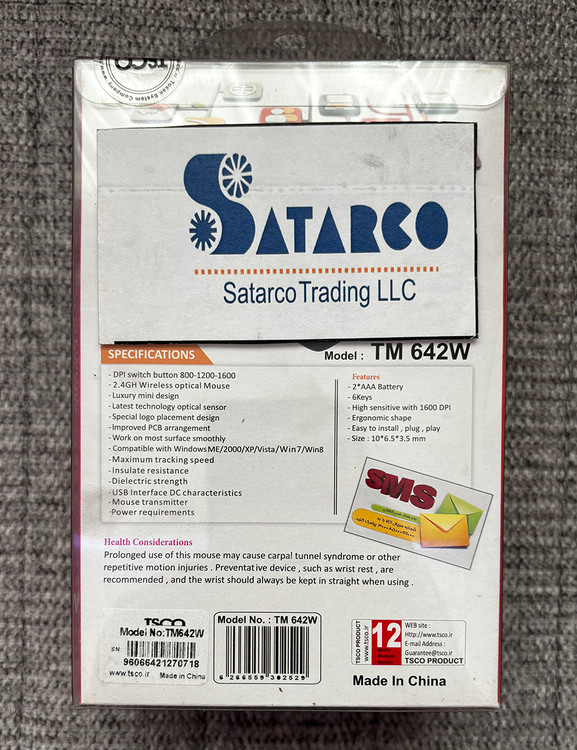 SATARCO
Satarco Trading LLC
SPECIFICATIONS
Model : TM 642W
- DPI switch button 800-1200-1600
- 2.4GH Wireless optical Mouse
- Luxury mini design
- Latest technology optical sensor
- Special logo placement design
- Improved PCB arrangement
- Work on most surface smoothly
- Compatible with WindowsME/2000/XP/Vista/Win7/Win8
- Maximum tracking speed
- Insulate resistance
- Dielectric strength
- USB Interface DC characteristics
- Mouse transmitter
- Power requirements
Features
- 2*AAA Battery
- 6Keys
- High sensitive with 1600 DPI
- Ergonomic shape
- Easy to install , plug , play
- Size : 10*6.5*3.5 mm
SMS
Health Considerations
Prolonged use of this mouse may cause carpa! tunnel syndrome or other
repetitive motion injuries . Preventative device , such as wrist rest , are
recommended , and the wrist should always be kept in straight when using .
TSCO
Model No:TM642W
SN:
96066421270718
www.tsco.ir Made in China
Model No. : TM 642W
6266559302529
TSCO PRODUCT
12
WEB site :
Http://www.tsco.ir
E-mail Address :
Guarantee@tsco.ir
TSCO PRODUCT
Made In China